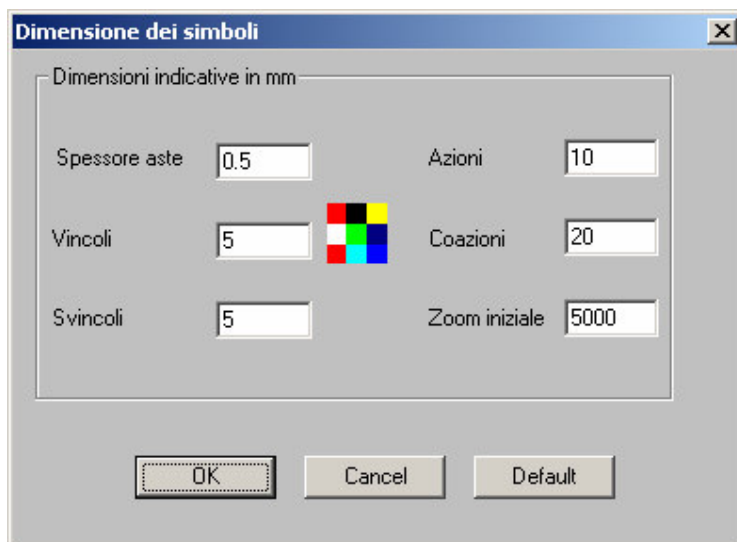 Dimensione dei simboli
Dimensioni indicative in mm
Spessore aste 0.5 Azioni 10
Vincoli 5 Coazioni 20
Svincoli 5 Zoom iniziale 5000
OK Cancel Default